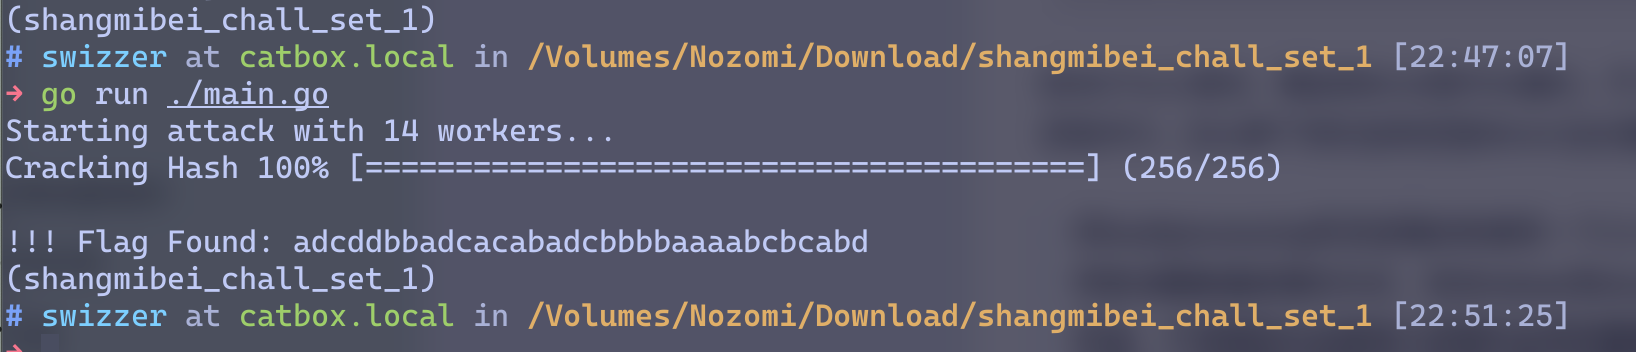 (shangmibei_chall_set_1)
# swizzer at catbox.local in /Volumes/Nozomi/Download/shangmibei_chall_set_1 [22:47:07]
→ go run ./main.go
Starting attack with 14 workers...
Cracking Hash 100% [========================================] (256/256)
!!! Flag Found: adcddbbadcacabadcbbbbaaaabcbcabd
(shangmibei_chall_set_1)
# swizzer at catbox.local in /Volumes/Nozomi/Download/shangmibei_chall_set_1 [22:51:25]
→